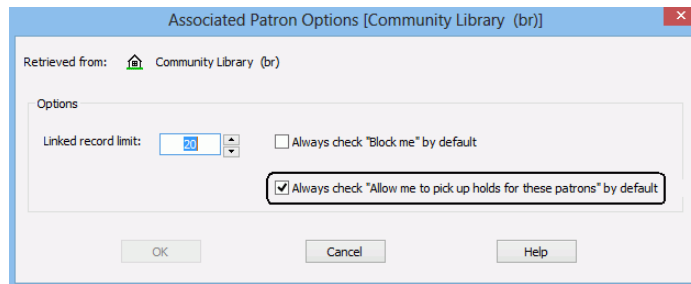 Associated Patron Options [Community Library (br)]
Retrieved from: Community Library (br)
Options
Linked record limit: 20 Always check "Block me" by default
Always check "Allow me to pick up holds for these patrons" by default
OK Cancel Help